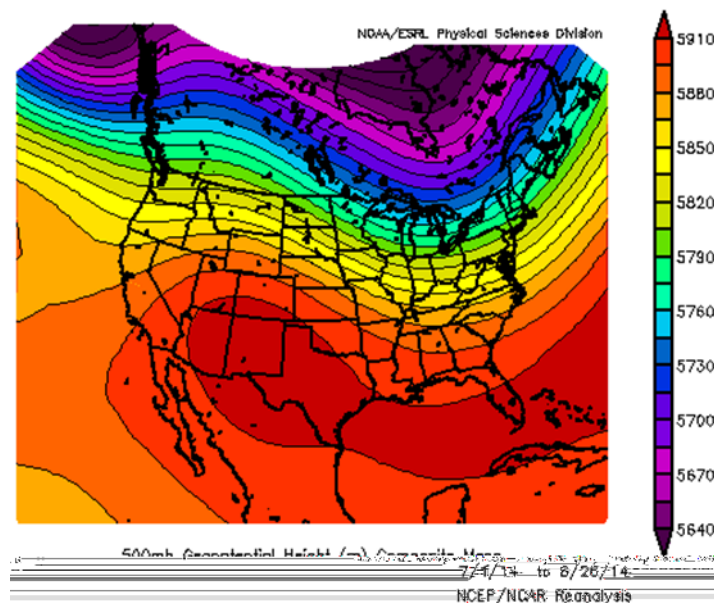 NOAA/ESRL Physical Sciences Division
5910
5880
5850
5820
5790
5760
5730
5700
5670
5640
500mb Geopotential Height (m) Composite Mean
7/1/14 to 8/26/14
NCEP/NCAR Reanalysis